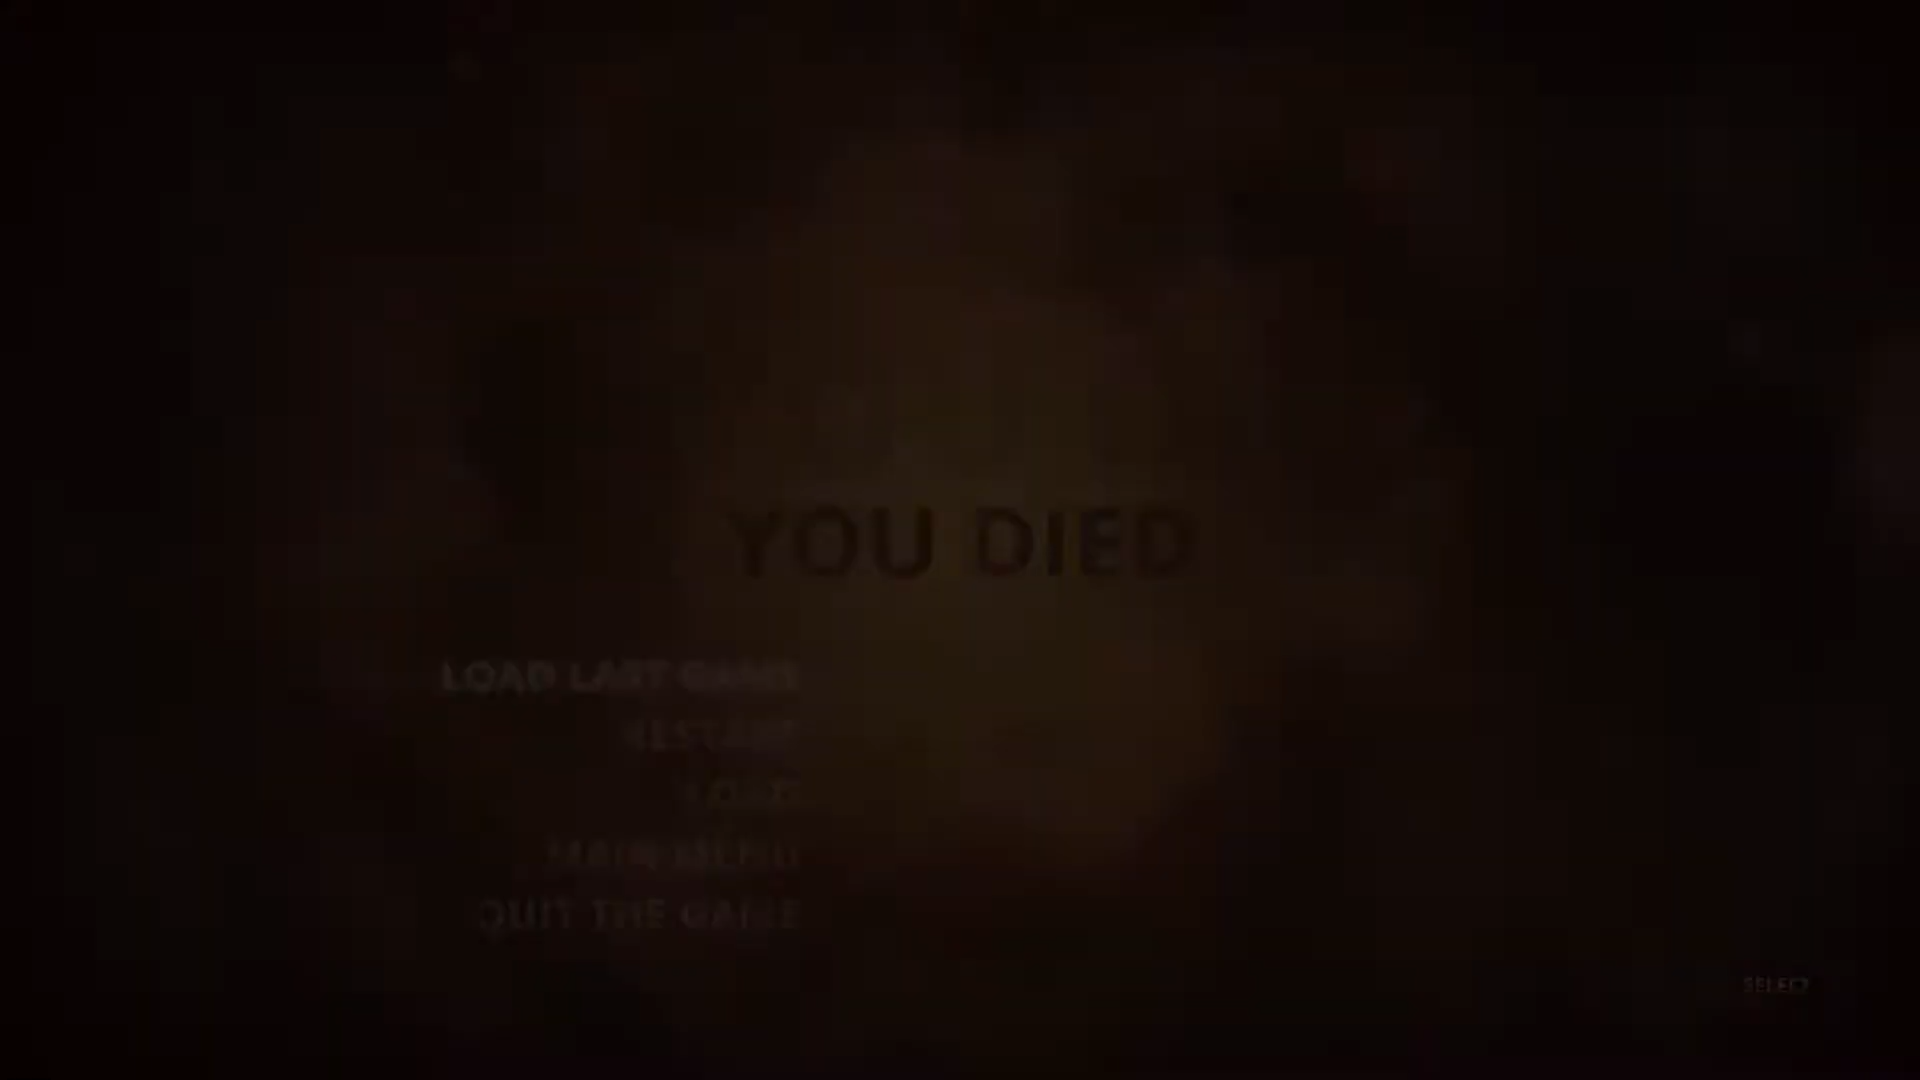 YOU DIED
LOAD LAST GAME
RESTART
LOAD
MAIN MENU
QUIT THE GAME
SELECT